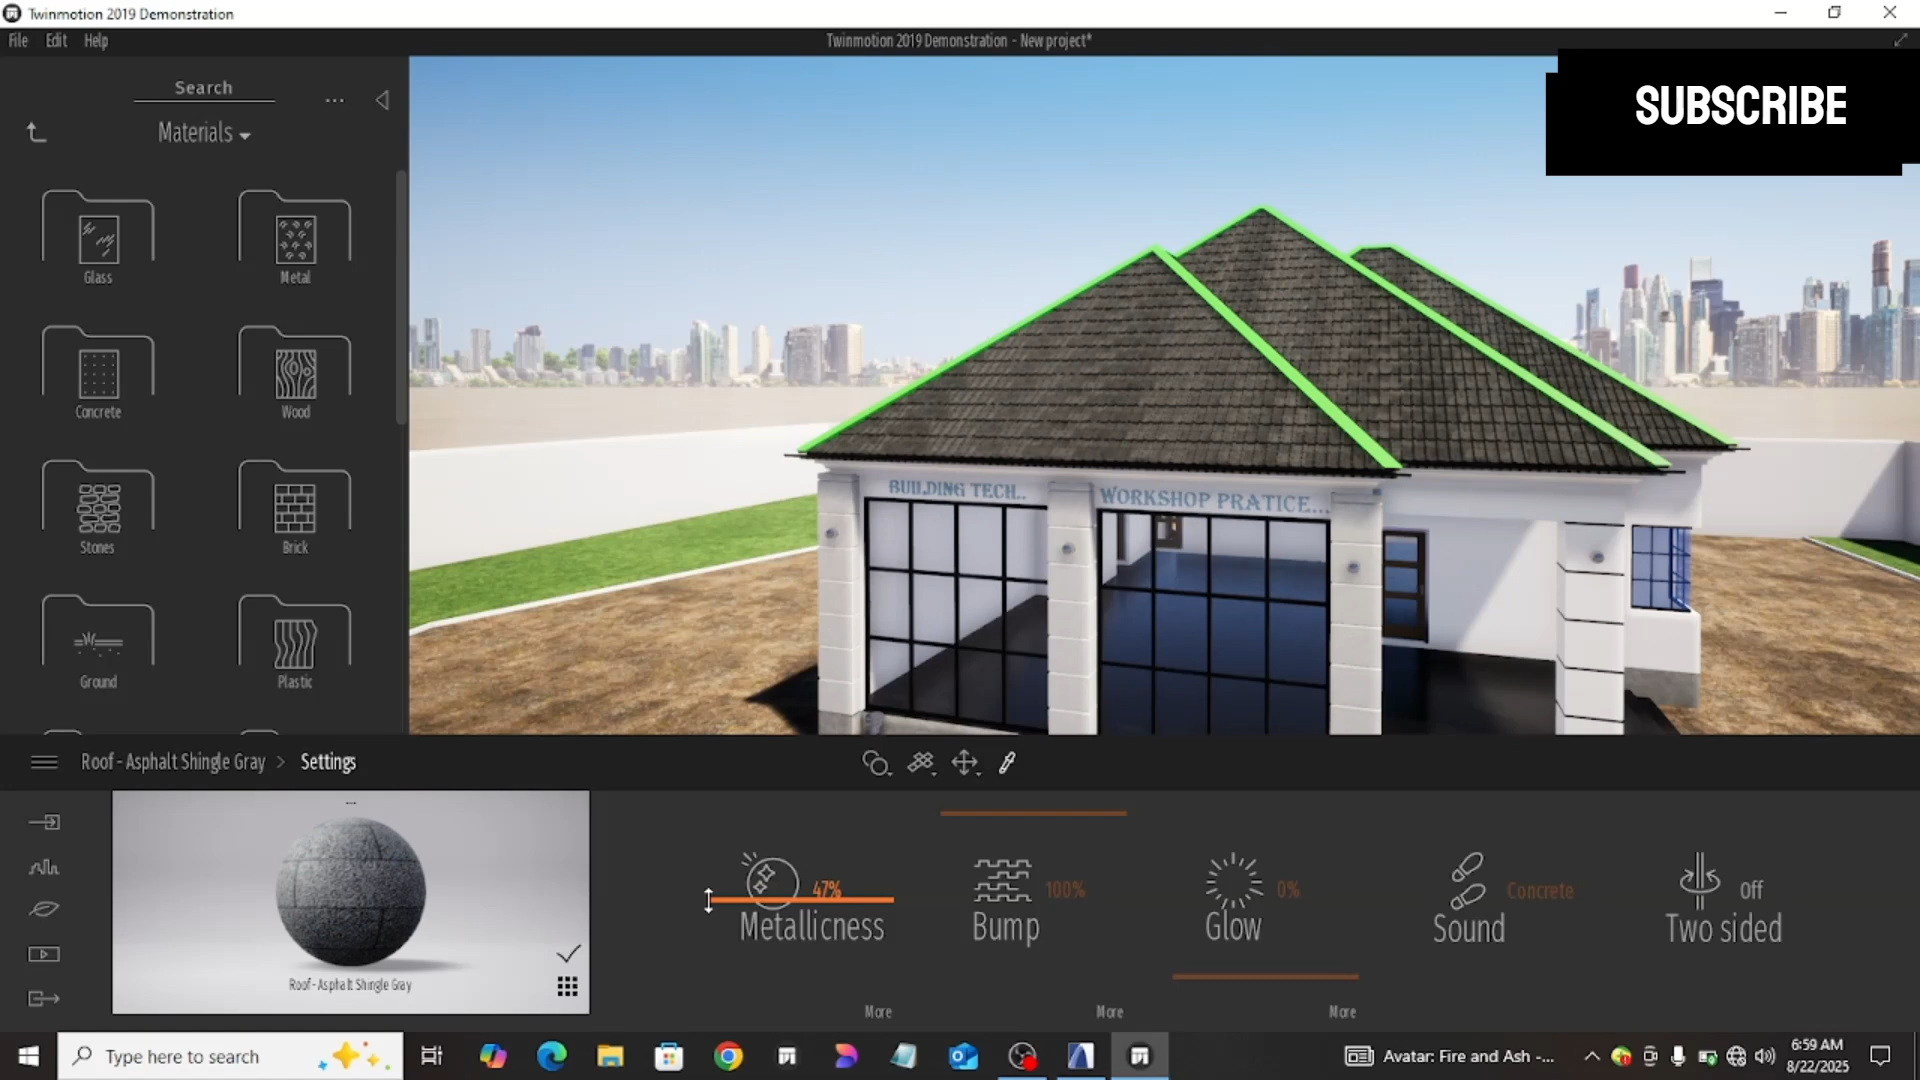 Twinmotion 2019 Demonstration
File Edit Help
Twinmotion 2019 Demonstration - New project*
SUBSCRIBE
Search
...
Materials
Glass
Metal
Concrete
Wood
Stones
Brick
Ground
Plastic
BUILDING TECH..
WORKSHOP PRATICE...
Roof - Asphalt Shingle Gray > Settings
...
Roof - Asphalt Shingle Gray
47%
Metallicness
More
100%
Bump
More
0%
Glow
More
Concrete
Sound
Off
Two sided
Type here to search
Avatar: Fire and Ash -...
6:59 AM
8/22/2025